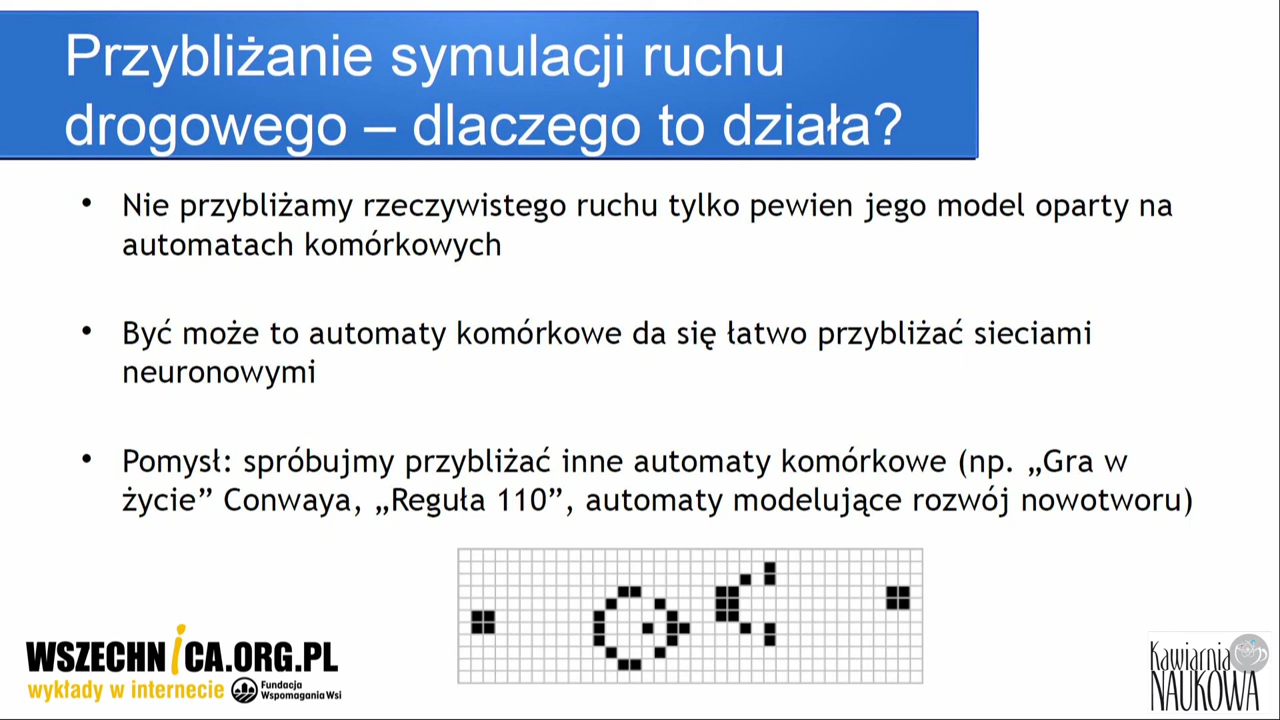 Przybliżanie symulacji ruchu
drogowego – dlaczego to działa?
• Nie przybliżamy rzeczywistego ruchu tylko pewien jego model oparty na
automatach komórkowych
• Być może to automaty komórkowe da się łatwo przybliżać sieciami
neuronowymi
• Pomysł: spróbujmy przybliżać inne automaty komórkowe (np. „Gra w
życie” Conwaya, „Reguła 110”, automaty modelujące rozwój nowotworu)
WSZECHNiCA.ORG.PL
wykłady w internecie
Fundacja
Wspomagania Wsi
Kawiarnia
NAUKOWA